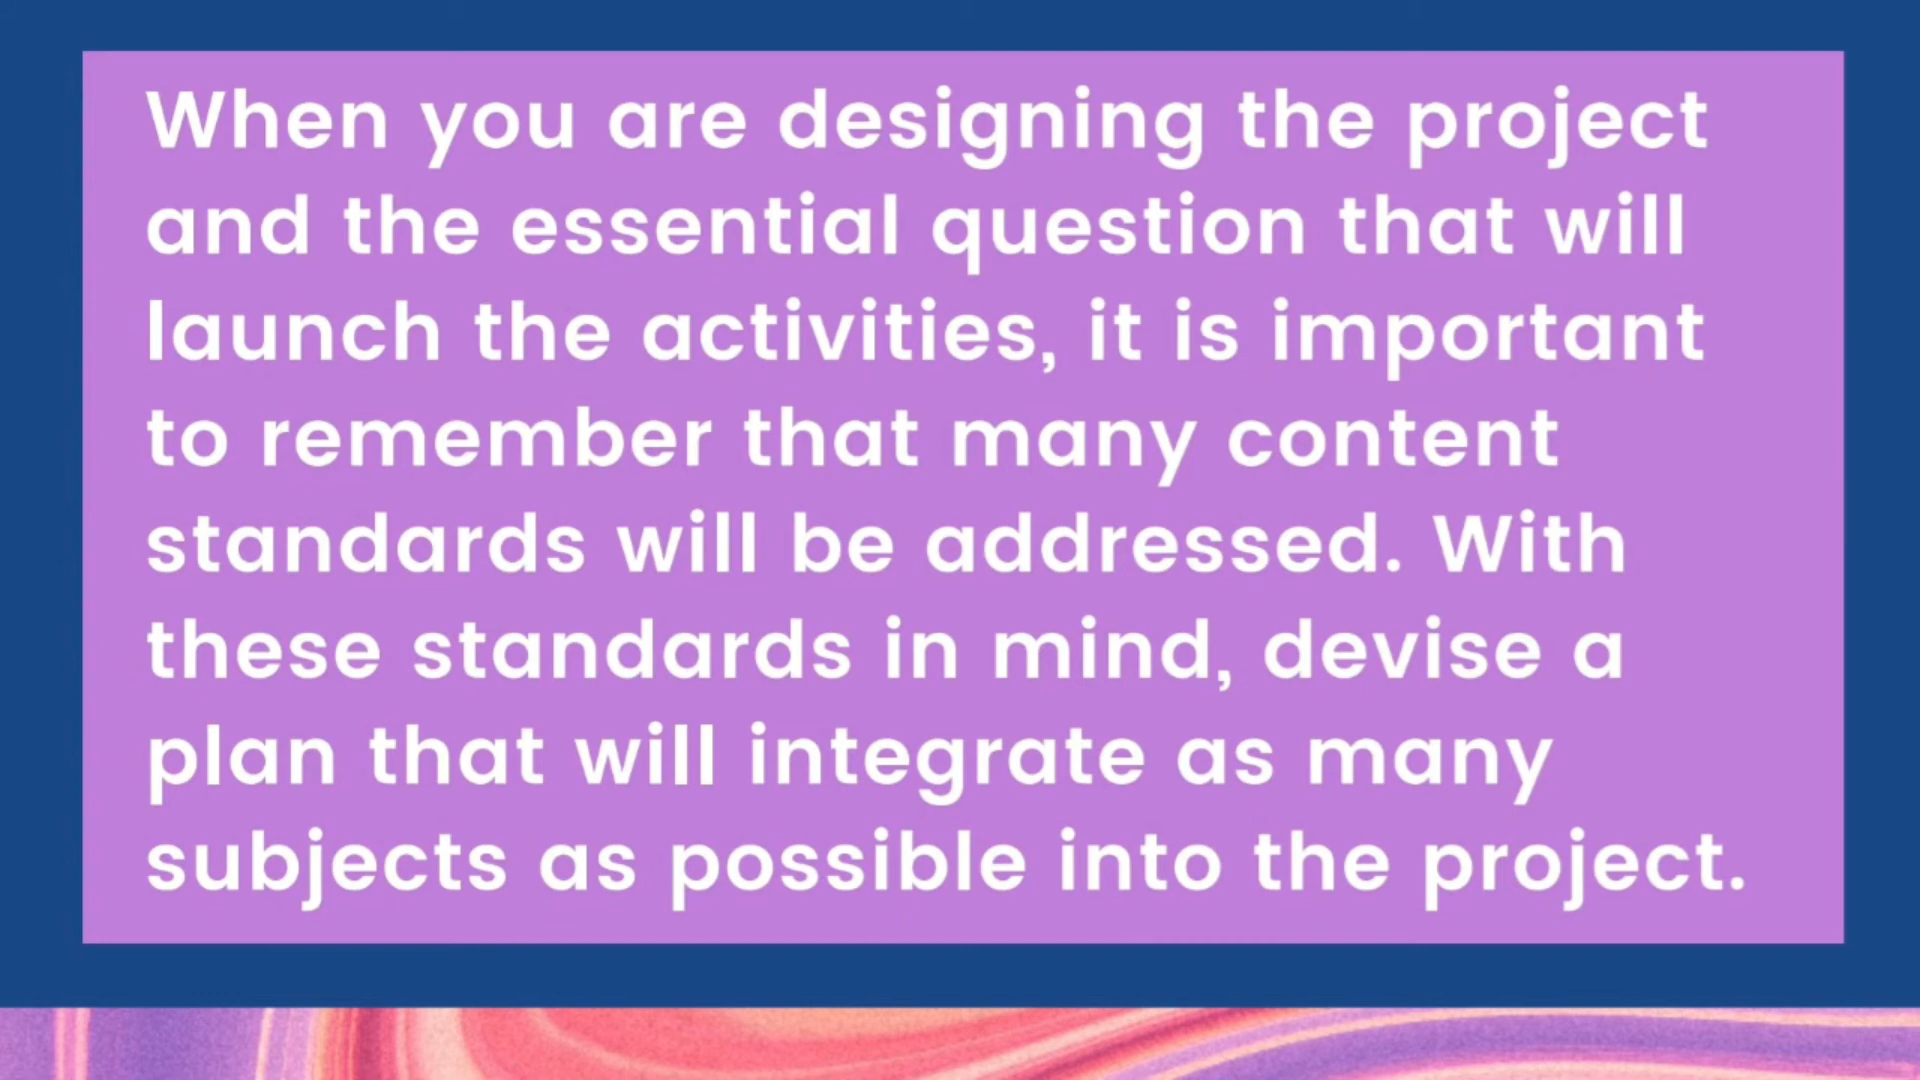 When you are designing the project
and the essential question that will
launch the activities, it is important
to remember that many content
standards will be addressed. With
these standards in mind, devise a
plan that will integrate as many
subjects as possible into the project.